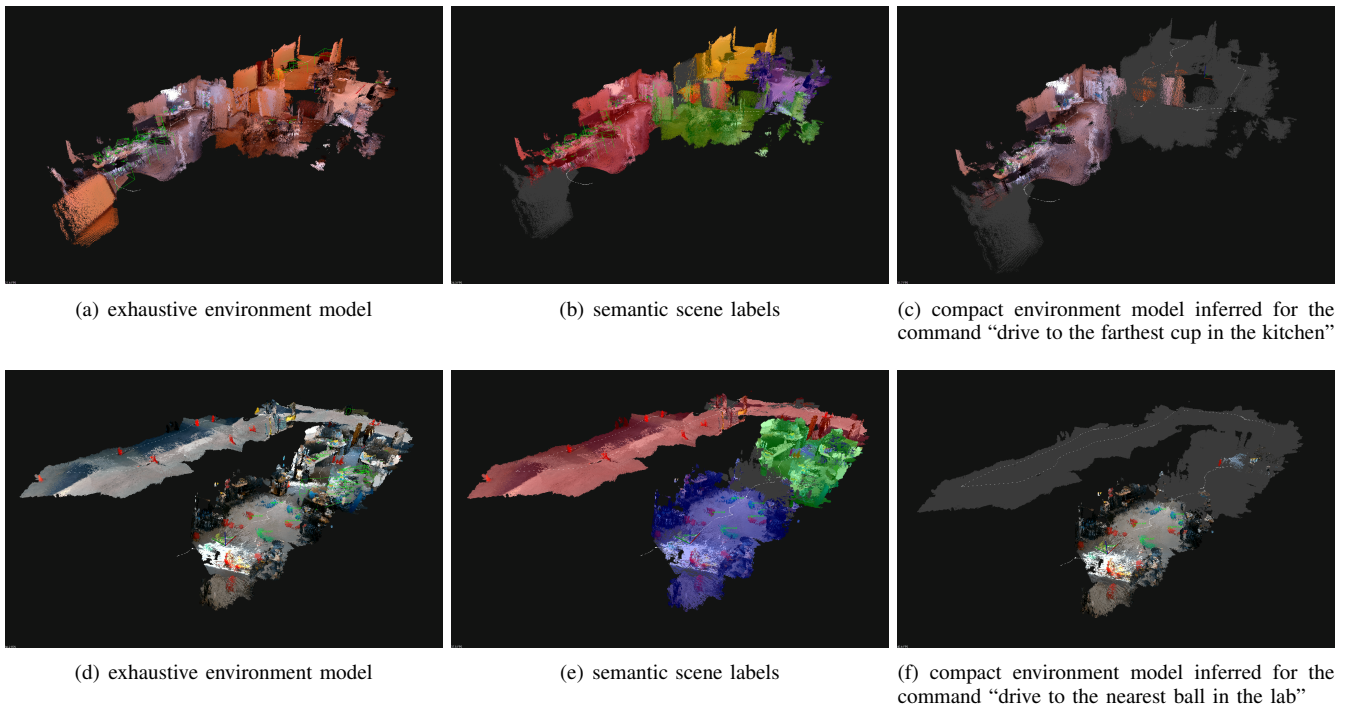 (a) exhaustive environment model
(b) semantic scene labels
(c) compact environment model inferred for the
command “drive to the farthest cup in the kitchen”
(d) exhaustive environment model
(e) semantic scene labels
(f) compact environment model inferred for the
command “drive to the nearest ball in the lab”